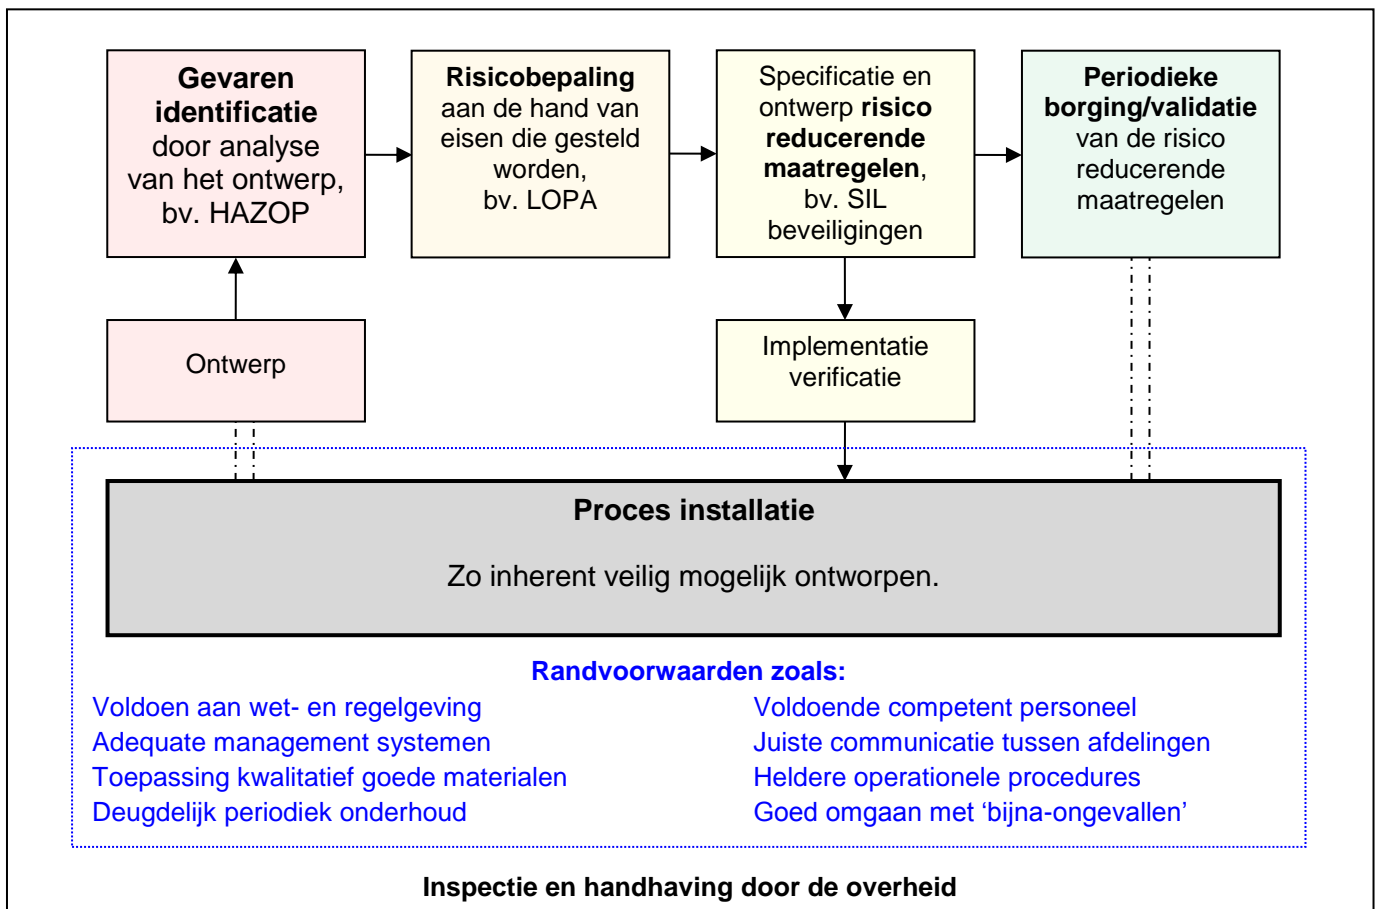 Gevaren
identificatie
door analyse
van het ontwerp,
bv. HAZOP
Risicobepaling
aan de hand van
eisen die gesteld
worden,
bv. LOPA
Specificatie en
ontwerp risico
reducerende
maatregelen,
bv. SIL
beveiligingen
Periodieke
borging/validatie
van de risico
reducerende
maatregelen
Ontwerp
Implementatie
verificatie
Proces installatie
Zo inherent veilig mogelijk ontworpen.
Randvoorwaarden zoals:
Voldoen aan wet- en regelgeving
Adequate management systemen
Toepassing kwalitatief goede materialen
Deugdelijk periodiek onderhoud
Voldoende competent personeel
Juiste communicatie tussen afdelingen
Heldere operationele procedures
Goed omgaan met ‘bijna-ongevallen’
Inspectie en handhaving door de overheid